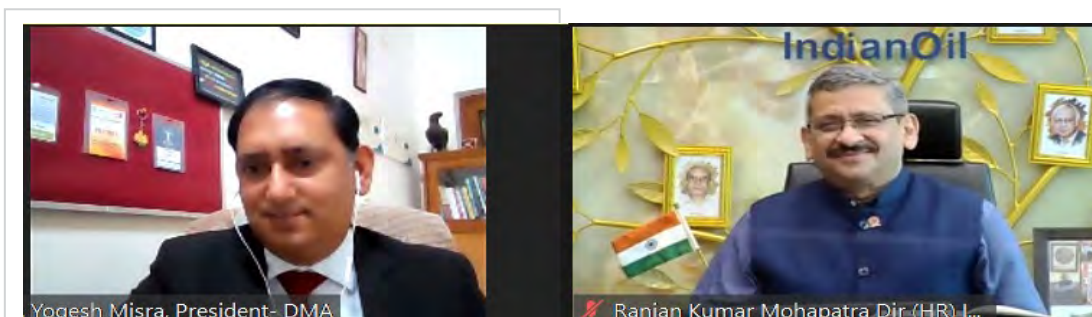 IndianOil
Yogesh Misra, President- DMA
Ranjan Kumar Mohapatra Dir (HR) I...